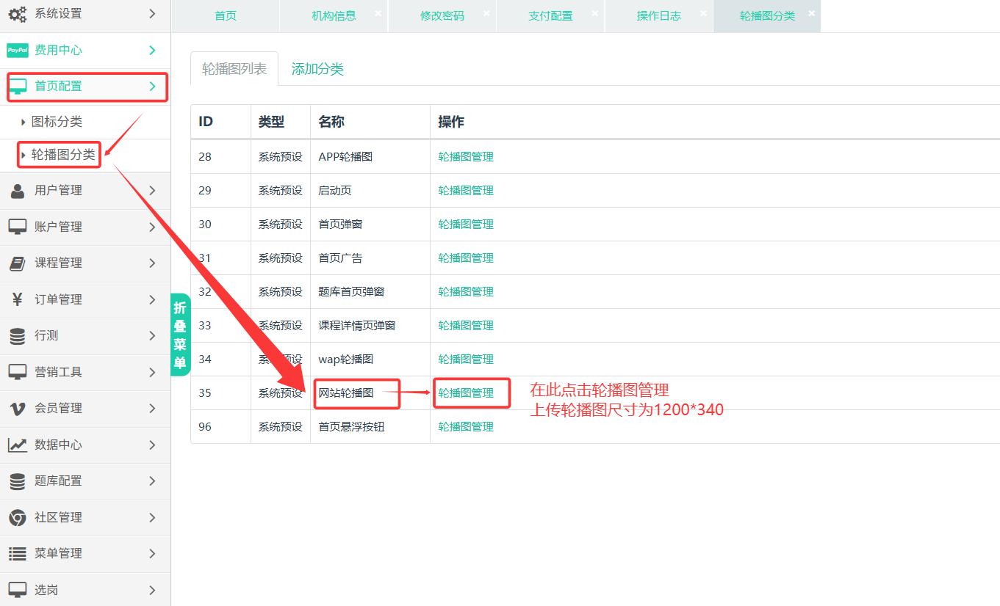 系统设置
PayPal 费用中心
首页配置
图标分类
轮播图分类
用户管理
账户管理
课程管理
订单管理
行测
营销工具
会员管理
数据中心
题库配置
社区管理
菜单管理
选岗
折叠菜单
首页 机构信息 修改密码 支付配置 操作日志 轮播图分类
轮播图列表 添加分类
ID 类型 名称 操作
28 系统预设 APP轮播图 轮播图管理
29 系统预设 启动页 轮播图管理
30 系统预设 首页弹窗 轮播图管理
31 系统预设 首页广告 轮播图管理
32 系统预设 题库首页弹窗 轮播图管理
33 系统预设 课程详情页弹窗 轮播图管理
34 系统预设 wap轮播图 轮播图管理
35 系统预设 网站轮播图 轮播图管理
96 系统预设 首页悬浮按钮 轮播图管理
在此点击轮播图管理
上传轮播图尺寸为1200*340